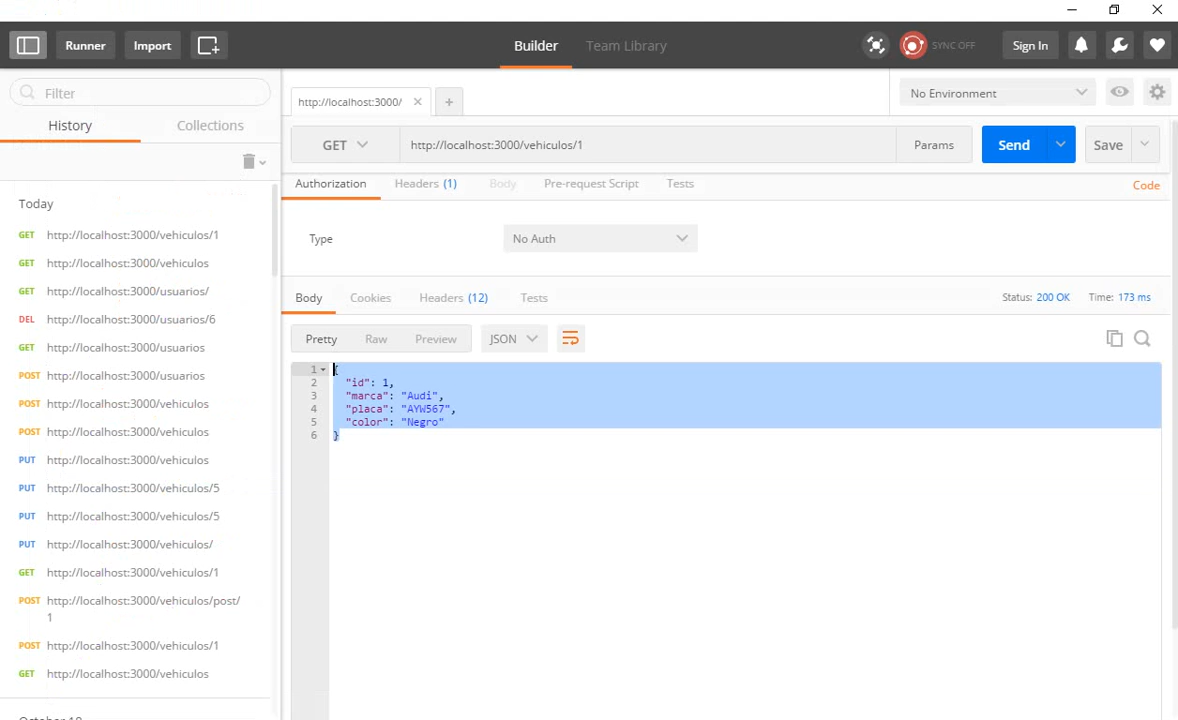 Runner
Import
Builder
Team Library
SYNC OFF
Sign In
Filter
http://localhost:3000/
No Environment
History
Collections
GET
http://localhost:3000/vehiculos/1
Params
Send
Save
Authorization
Headers (1)
Body
Pre-request Script
Tests
Code
Today
Type
No Auth
GET http://localhost:3000/vehiculos/1
GET http://localhost:3000/vehiculos
GET http://localhost:3000/usuarios/
DEL http://localhost:3000/usuarios/6
GET http://localhost:3000/usuarios
POST http://localhost:3000/usuarios
POST http://localhost:3000/vehiculos
POST http://localhost:3000/vehiculos
PUT http://localhost:3000/vehiculos
PUT http://localhost:3000/vehiculos/5
PUT http://localhost:3000/vehiculos/5
PUT http://localhost:3000/vehiculos/
GET http://localhost:3000/vehiculos/1
POST http://localhost:3000/vehiculos/post/
1
POST http://localhost:3000/vehiculos/1
GET http://localhost:3000/vehiculos
Body
Cookies
Headers (12)
Tests
Status: 200 OK
Time: 173 ms
Pretty
Raw
Preview
JSON
1 {
2 "id": 1,
3 "marca": "Audi",
4 "placa": "AYW567",
5 "color": "Negro"
6 }